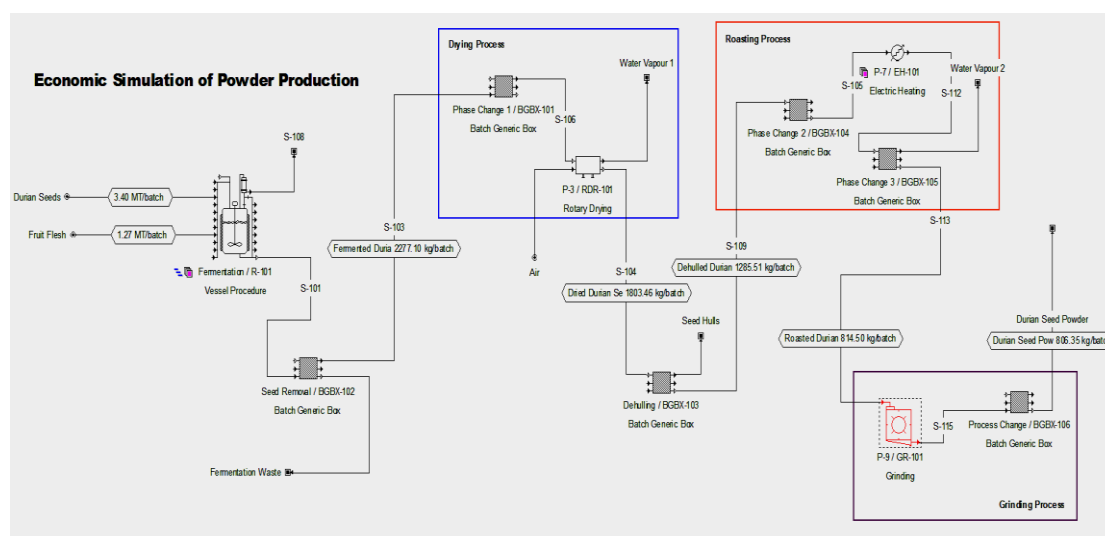 Economic Simulation of Powder Production
Durian Seeds
3.40 MT/batch
Fruit Flesh
1.27 MT/batch
S-108
Fermentation / R-101
Vessel Procedure
S-101
Seed Removal / BGBX-102
Batch Generic Box
Fermentation Waste
S-103
Fermented Duria 2277.10 kg/batch
Drying Process
Phase Change 1 / BGBX-101
Batch Generic Box
S-106
Water Vapour 1
P-3 / RDR-101
Rotary Drying
Air
S-104
Dried Durian Se 1803.46 kg/batch
Seed Hulls
Dehulling / BGBX-103
Batch Generic Box
S-109
Dehulled Durian 1285.51 kg/batch
Roasting Process
Phase Change 2 / BGBX-104
Batch Generic Box
S-105
P-7 / EH-101
Electric Heating
S-112
Water Vapour 2
Phase Change 3 / BGBX-105
Batch Generic Box
S-113
Roasted Durian 814.50 kg/batch
Durian Seed Powder
Durian Seed Pow 806.35 kg/batc
P-9 / GR-101
Grinding
S-115
Process Change / BGBX-106
Batch Generic Box
Grinding Process